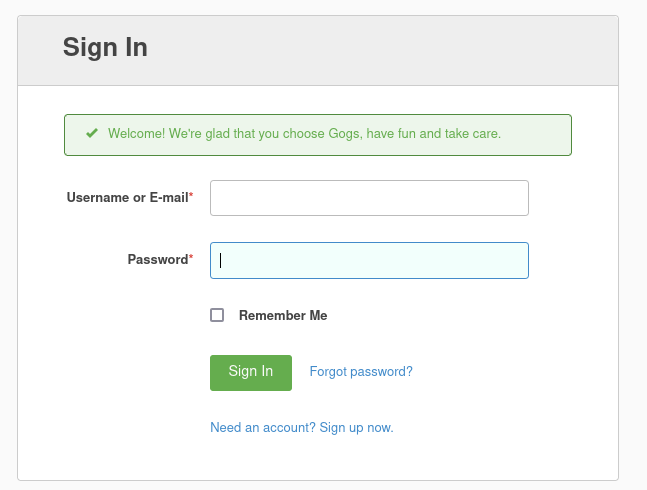 Sign In
Welcome! We're glad that you choose Gogs, have fun and take care.
Username or E-mail*
Password*
Remember Me
Sign In Forgot password?
Need an account? Sign up now.